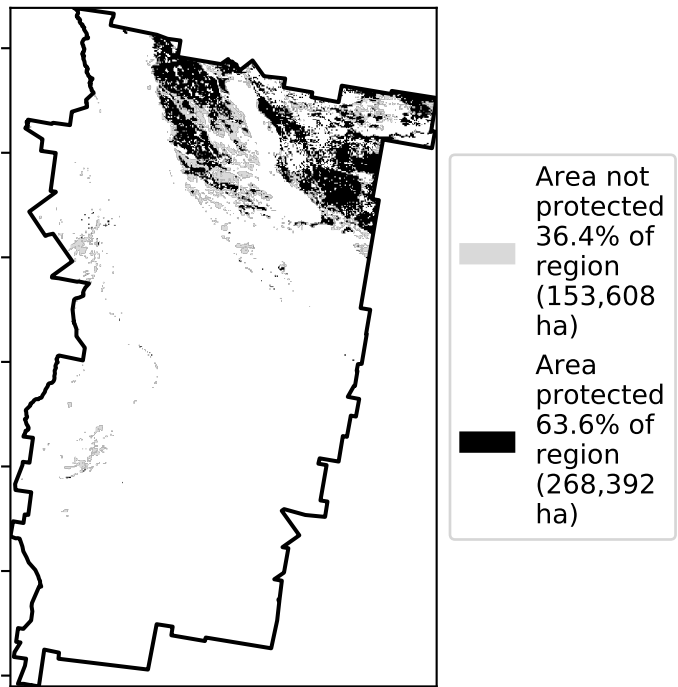 Area not
protected
36.4% of
region
(153,608
ha)
Area
protected
63.6% of
region
(268,392
ha)